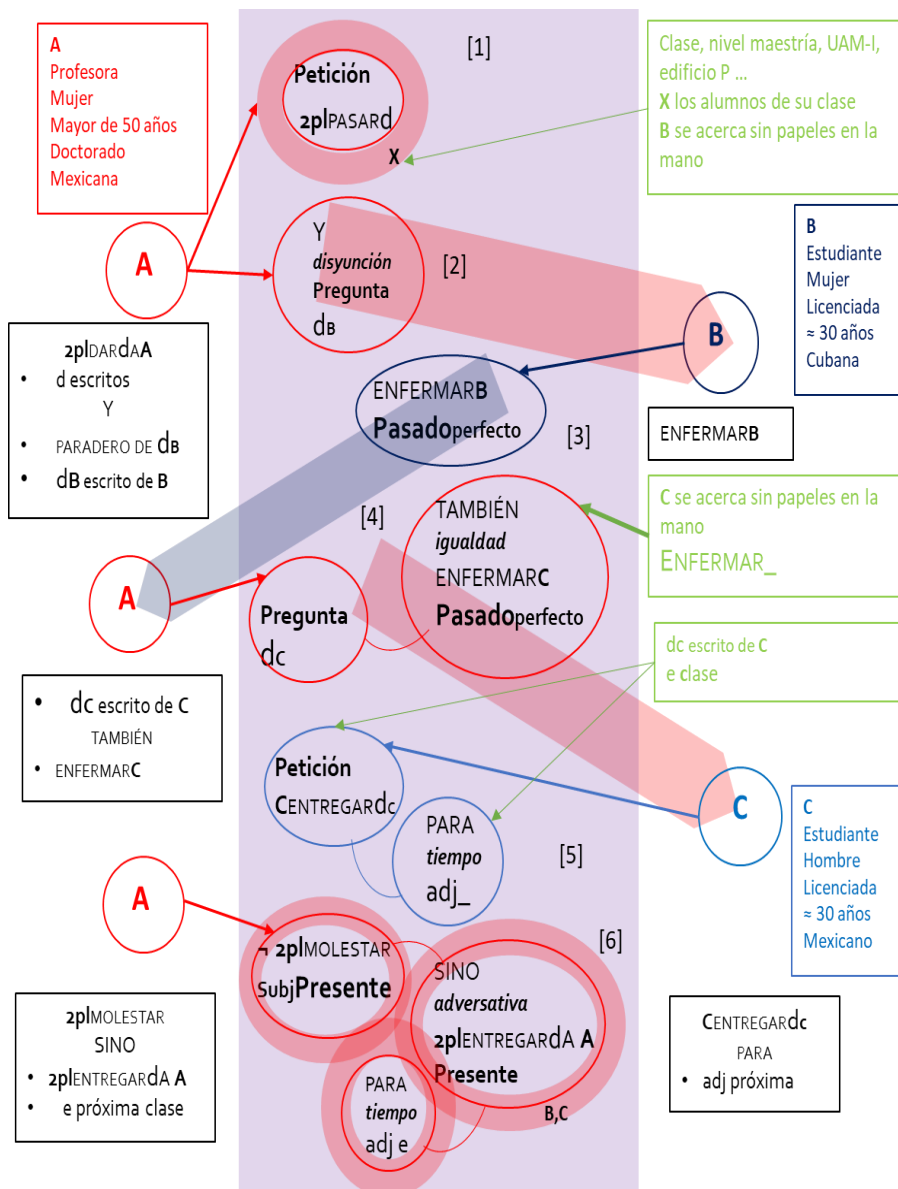 A
Profesora
Mujer
Mayor de 50 años
Doctorado
Mexicana
[1]
Petición
2plPASARd
X
Clase, nivel maestría, UAM-I,
edificio P ...
X los alumnos de su clase
B se acerca sin papeles en la
mano
A
Y
disyunción
Pregunta
dB
[2]
B
B
Estudiante
Mujer
Licenciada
≈ 30 años
Cubana
2plDARdAA
• d escritos
Y
• PARADERO DE dB
• dB escrito de B
ENFERMARB
Pasadoperfecto
[3]
ENFERMARB
[4]
TAMBIÉN
igualdad
ENFERMARC
Pasadoperfecto
C se acerca sin papeles en la
mano
ENFERMAR_
A
Pregunta
dc
dc escrito de C
e clase
• dc escrito de C
TAMBIÉN
• ENFERMARC
Petición
CENTREGARdc
PARA
tiempo
adj_
[5]
C
C
Estudiante
Hombre
Licenciada
≈ 30 años
Mexicano
A
¬ 2plMOLESTAR
SubjPresente
[6]
SINO
adversativa
2plENTREGARdA A
Presente
B,C
PARA
tiempo
adj e
2plMOLESTAR
SINO
• 2plENTREGARdA A
• e próxima clase
CENTREGARdc
PARA
• adj próxima